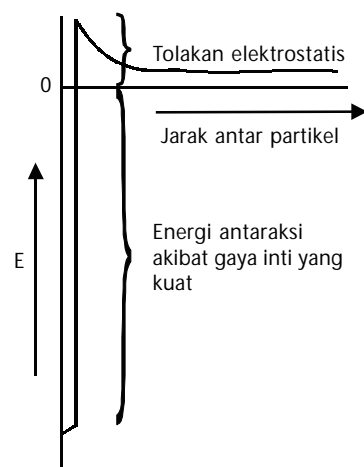 Tolakan elektrostatis
0
Jarak antar partikel
Energi antaraksi
akibat gaya inti yang
kuat
E